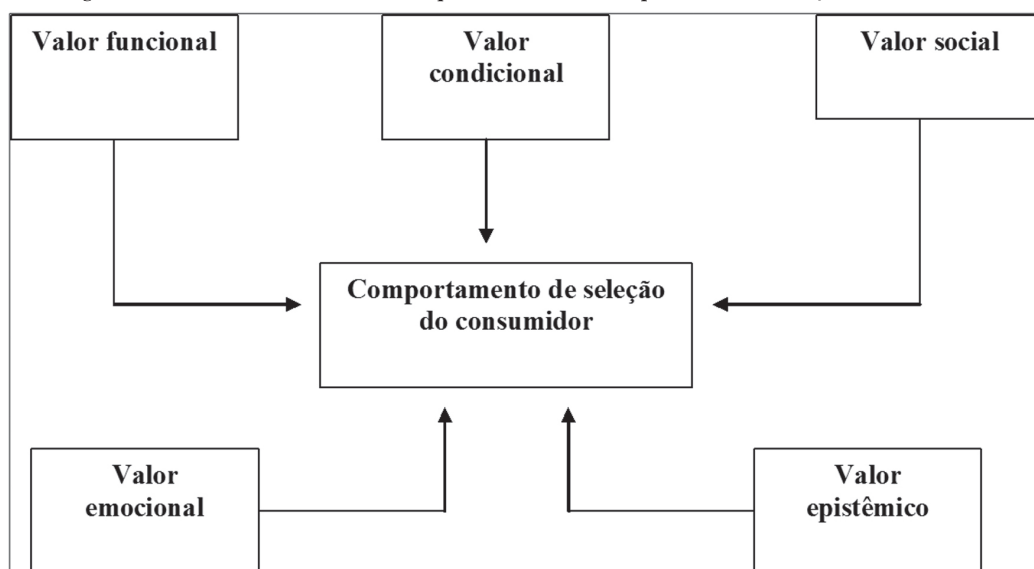 Valor funcional
Valor
condicional
Valor social
Comportamento de seleção
do consumidor
Valor
emocional
Valor
epistêmico